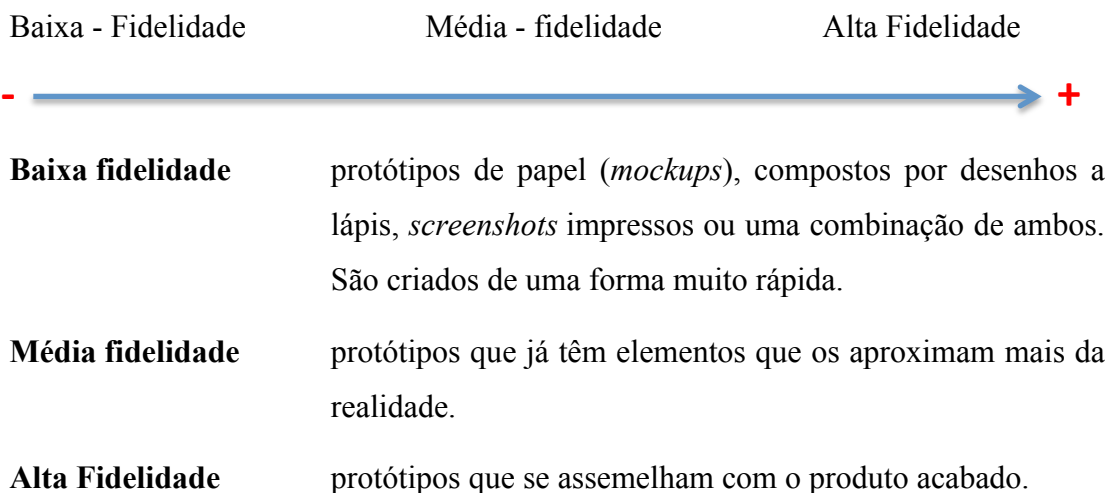 Baixa - Fidelidade Média - fidelidade Alta Fidelidade
- +
Baixa fidelidade protótipos de papel (mockups), compostos por desenhos a
lápis, screenshots impressos ou uma combinação de ambos.
São criados de uma forma muito rápida.
Média fidelidade protótipos que já têm elementos que os aproximam mais da
realidade.
Alta Fidelidade protótipos que se assemelham com o produto acabado.